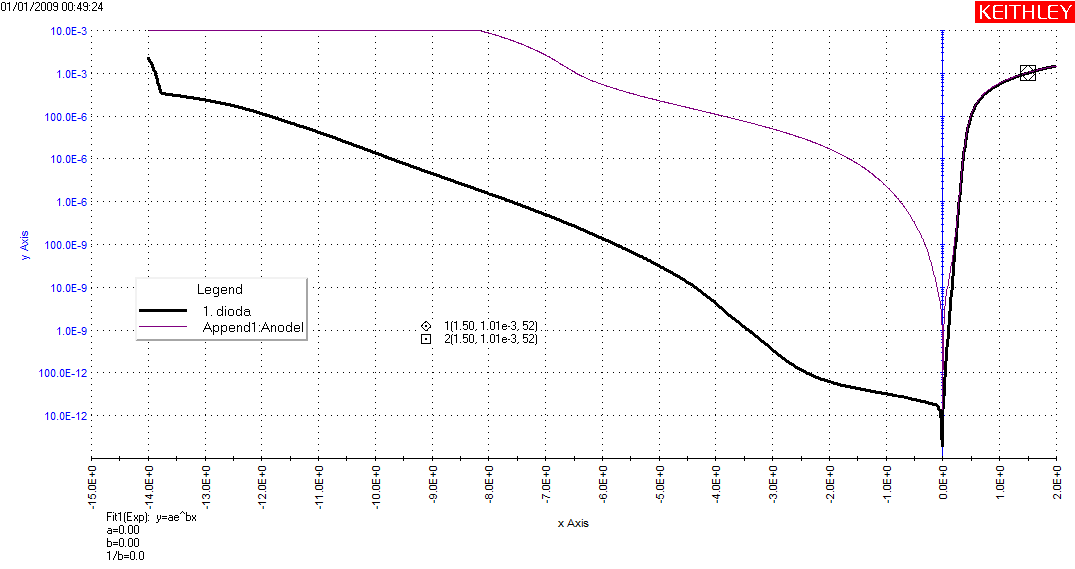 01/01/2009 00:49:24
KEITHLEY
10.0E-3
1.0E-3
100.0E-6
10.0E-6
1.0E-6
100.0E-9
10.0E-9
1.0E-9
100.0E-12
10.0E-12
y Axis
Legend
1. dioda
Append1:AnodeI
1(1.50, 1.01e-3, 52)
2(1.50, 1.01e-3, 52)
-15.0E+0
-14.0E+0
-13.0E+0
-12.0E+0
-11.0E+0
-10.0E+0
-9.0E+0
-8.0E+0
-7.0E+0
-6.0E+0
-5.0E+0
-4.0E+0
-3.0E+0
-2.0E+0
-1.0E+0
0.0E+0
1.0E+0
2.0E+0
x Axis
Fit1(Exp): y=ae^bx
a=0.00
b=0.00
1/b=0.0